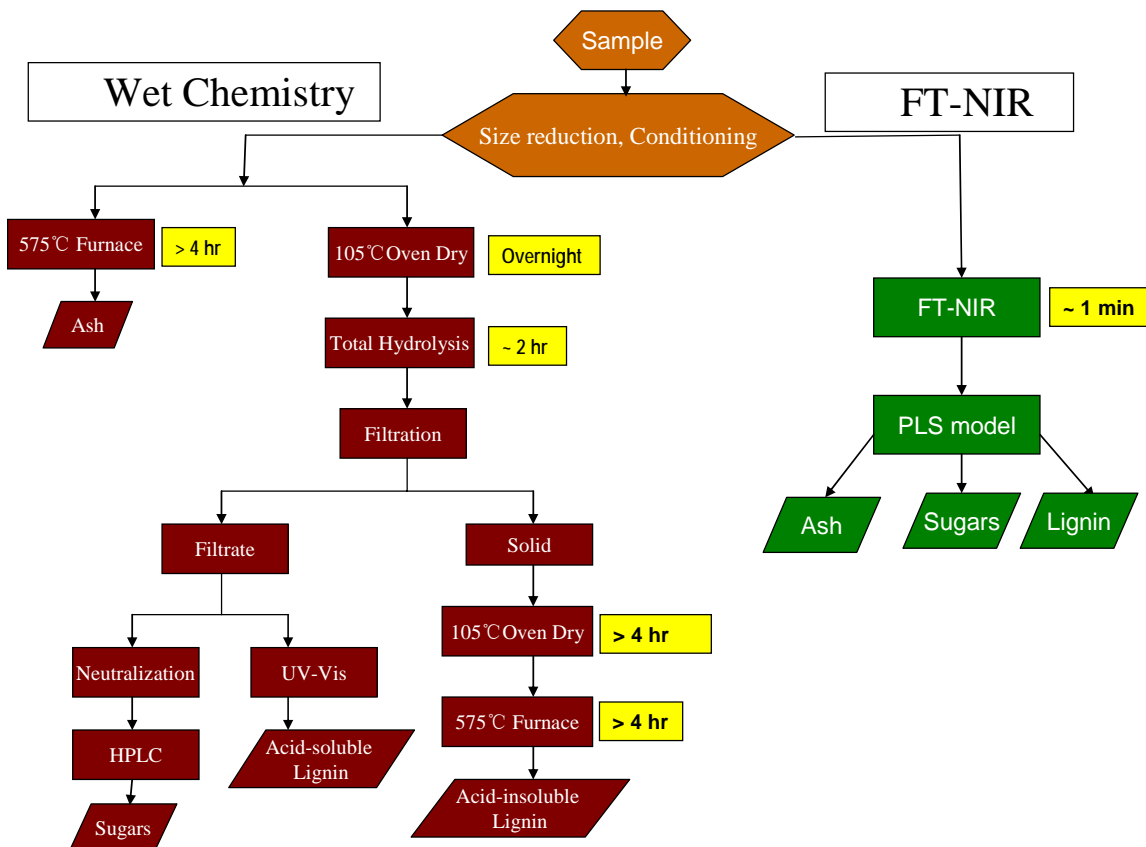 Sample
Wet Chemistry
FT-NIR
Size reduction, Conditioning
575℃ Furnace
> 4 hr
105℃ Oven Dry
Overnight
Ash
Total Hydrolysis
~ 2 hr
Filtration
FT-NIR
~ 1 min
PLS model
Ash
Sugars
Lignin
Filtrate
Solid
Neutralization
UV-Vis
105℃ Oven Dry
> 4 hr
HPLC
Acid-soluble
Lignin
575℃ Furnace
> 4 hr
Sugars
Acid-insoluble
Lignin